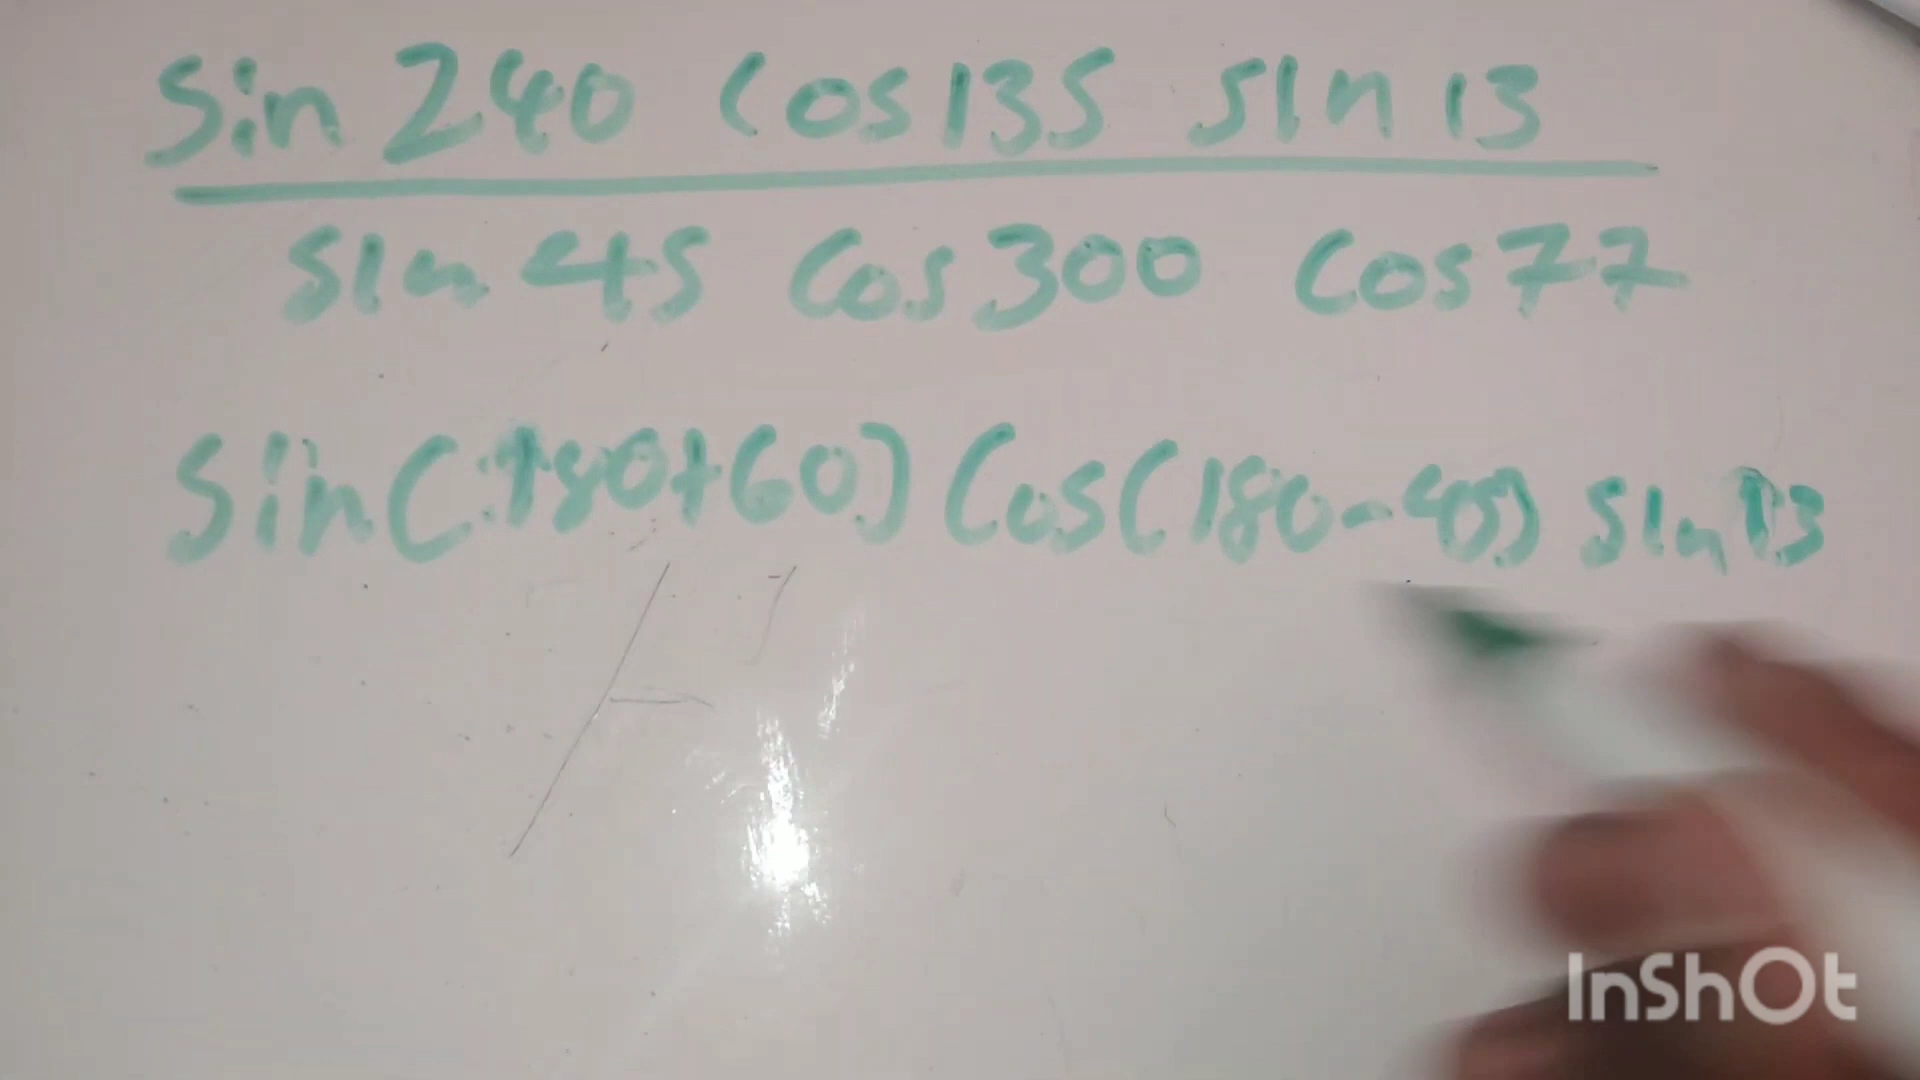 Sin 240 Cos 135 sin 13
sin 45 Cos 300 Cos 77
Sin(180+60) Cos(180-45) sin 13
InShOt